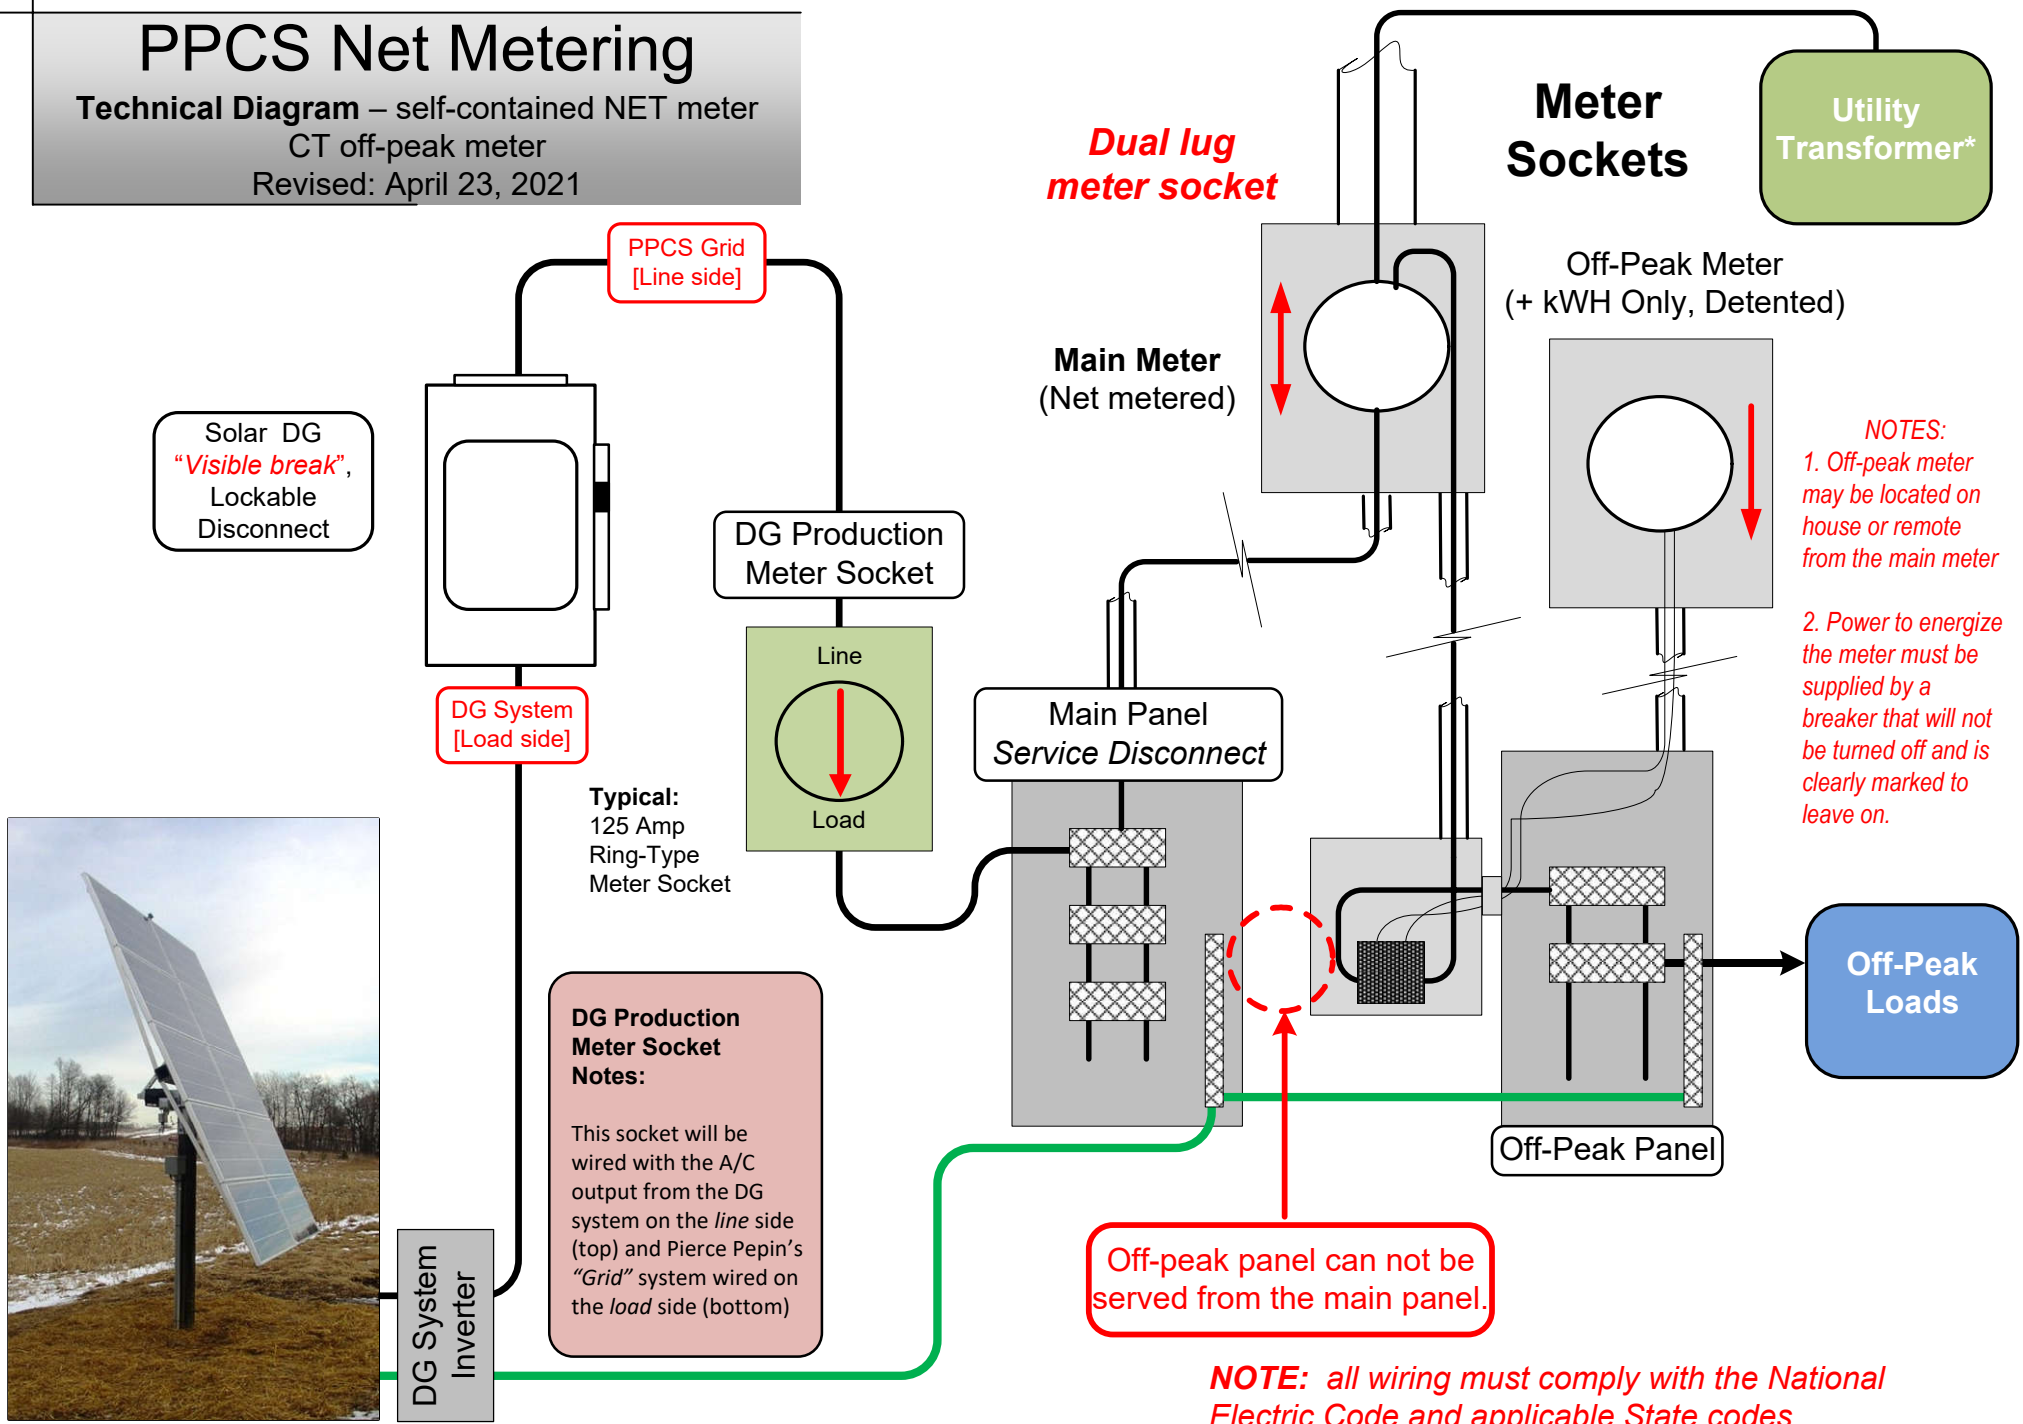 PPCS Net Metering
Technical Diagram – self-contained NET meter
CT off-peak meter
Revised: April 23, 2021
PPCS Grid
[Line side]
Solar  DG
“Visible break”,
Lockable
Disconnect
DG System
[Load side]
DG Production
Meter Socket
Line
Load
Typical:
125 Amp
Ring-Type
Meter Socket
DG Production
Meter Socket
Notes:
This socket will be
wired with the A/C
output from the DG
system on the line side
(top) and Pierce Pepin’s
“Grid” system wired on
the load side (bottom)
DG System
Inverter
Dual lug
meter socket
Meter
Sockets
Utility
Transformer*
Main Meter
(Net metered)
Off-Peak Meter
(+ kWH Only, Detented)
NOTES:
1. Off-peak meter
may be located on
house or remote
from the main meter
2. Power to energize
the meter must be
supplied by a
breaker that will not
be turned off and is
clearly marked to
leave on.
Main Panel
Service Disconnect
Off-Peak
Loads
Off-Peak Panel
Off-peak panel can not be
served from the main panel.
NOTE:  all wiring must comply with the National
Electric Code and applicable State codes